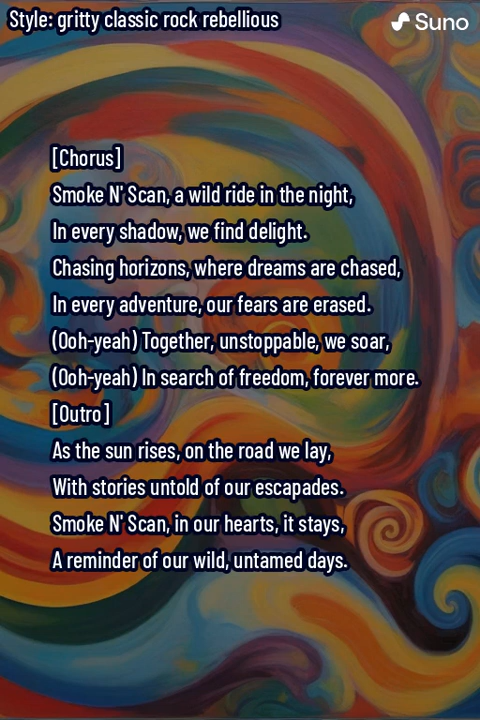 Style: gritty classic rock rebellious
Suno
[Chorus]
Smoke N' Scan, a wild ride in the night,
In every shadow, we find delight.
Chasing horizons, where dreams are chased,
In every adventure, our fears are erased.
(Ooh-yeah) Together, unstoppable, we soar,
(Ooh-yeah) In search of freedom, forever more.
[Outro]
As the sun rises, on the road we lay,
With stories untold of our escapades.
Smoke N' Scan, in our hearts, it stays,
A reminder of our wild, untamed days.